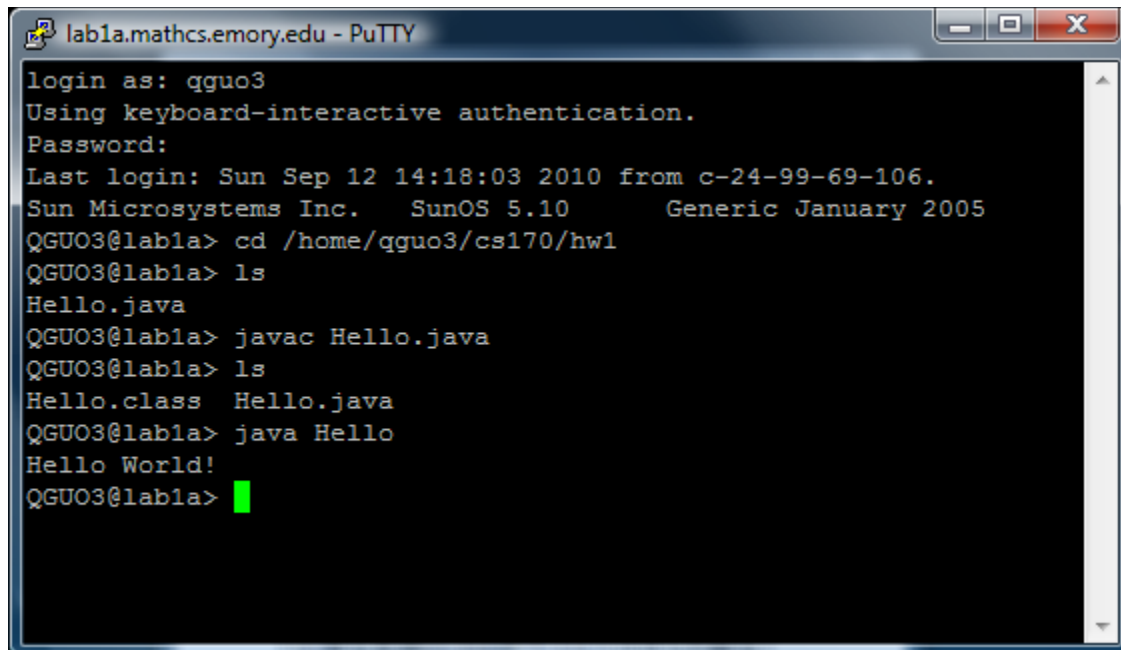 lab1a.mathcs.emory.edu - PuTTY
login as: qguo3
Using keyboard-interactive authentication.
Password:
Last login: Sun Sep 12 14:18:03 2010 from c-24-99-69-106.
Sun Microsystems Inc.   SunOS 5.10      Generic January 2005
QGUO3@lab1a> cd /home/qguo3/cs170/hw1
QGUO3@lab1a> ls
Hello.java
QGUO3@lab1a> javac Hello.java
QGUO3@lab1a> ls
Hello.class  Hello.java
QGUO3@lab1a> java Hello
Hello World!
QGUO3@lab1a>